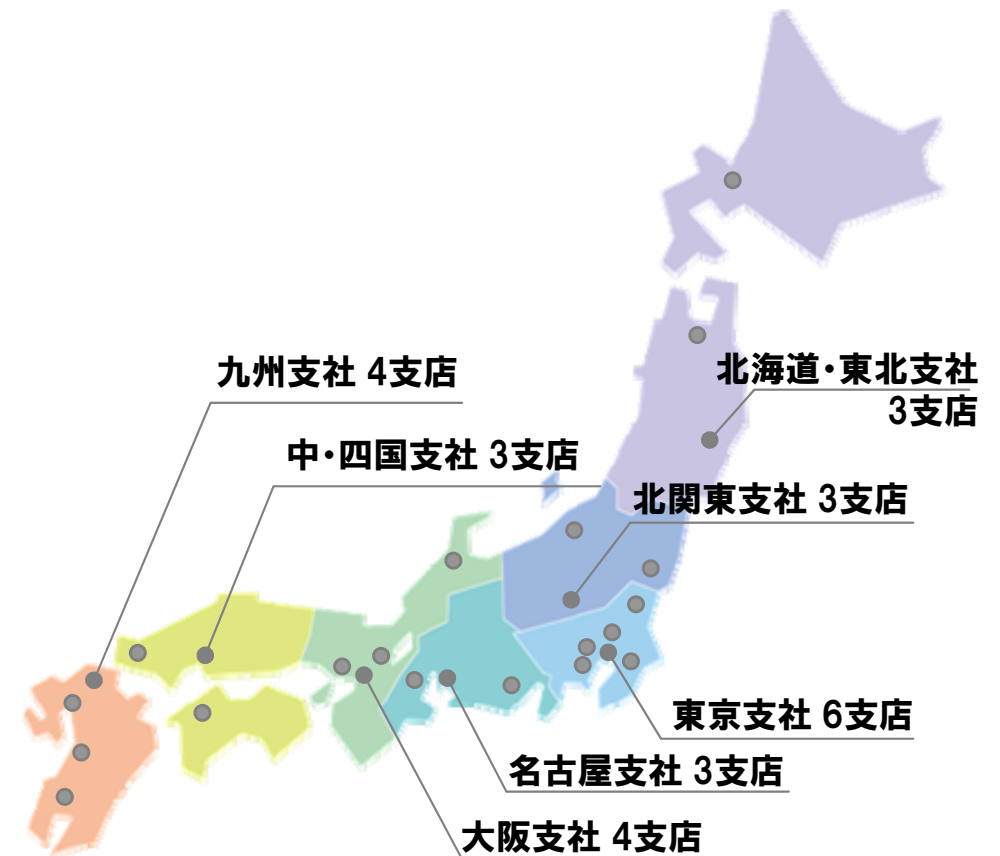 九州支社 4支店
北海道・東北支社
3支店
中・四国支社 3支店
北関東支社 3支店
東京支社 6支店
名古屋支社 3支店
大阪支社 4支店